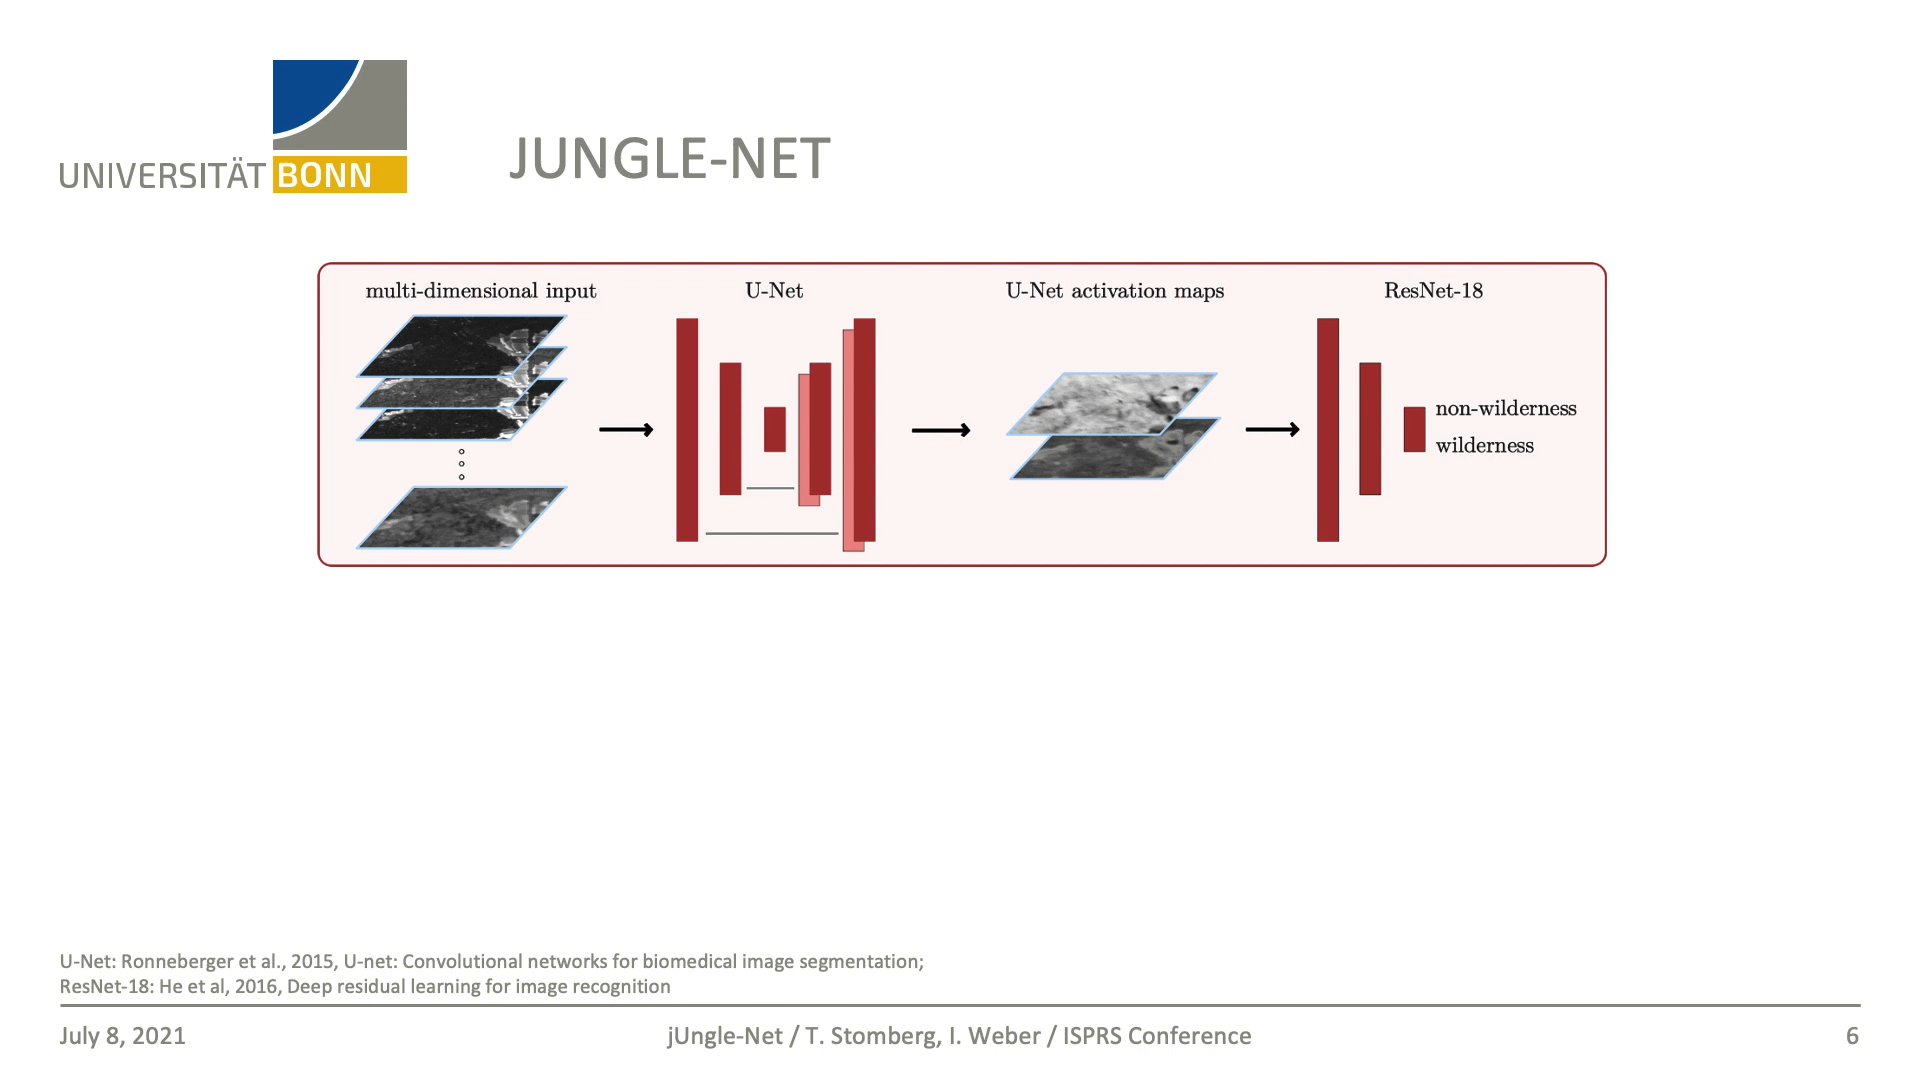 UNIVERSITÄT BONN
JUNGLE-NET
multi-dimensional input
U-Net
U-Net activation maps
ResNet-18
non-wilderness
wilderness
U-Net: Ronneberger et al., 2015, U-net: Convolutional networks for biomedical image segmentation;
ResNet-18: He et al, 2016, Deep residual learning for image recognition
July 8, 2021
jUngle-Net / T. Stomberg, I. Weber / ISPRS Conference
6